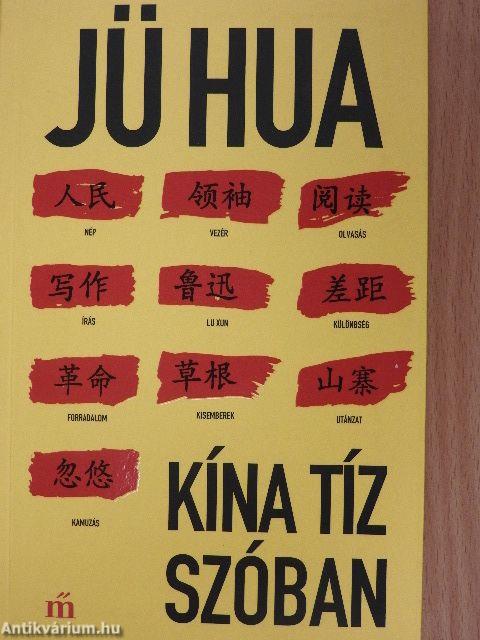 JÜ HUA
人民 领袖 阅读
NÉP VEZÉR OLVASÁS
写作 鲁迅 差距
ÍRÁS LU XUN KÜLÖNBSÉG
革命 草根 山寨
FORRADALOM KISEMBEREK UTÁNZAT
忽悠
KAMUZÁS
KÍNA TÍZ
SZÓBAN
m̋
Antikvárium.hu